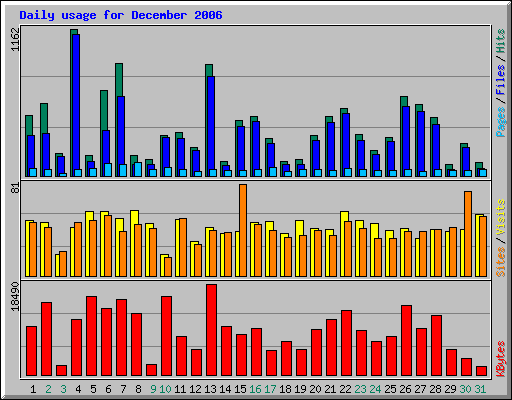 Daily usage for December 2006
1162
Pages / Files / Hits
81
Sites / Visits
18490
KBytes
1 2 3 4 5 6 7 8 9 10 11 12 13 14 15 16 17 18 19 20 21 22 23 24 25 26 27 28 29 30 31